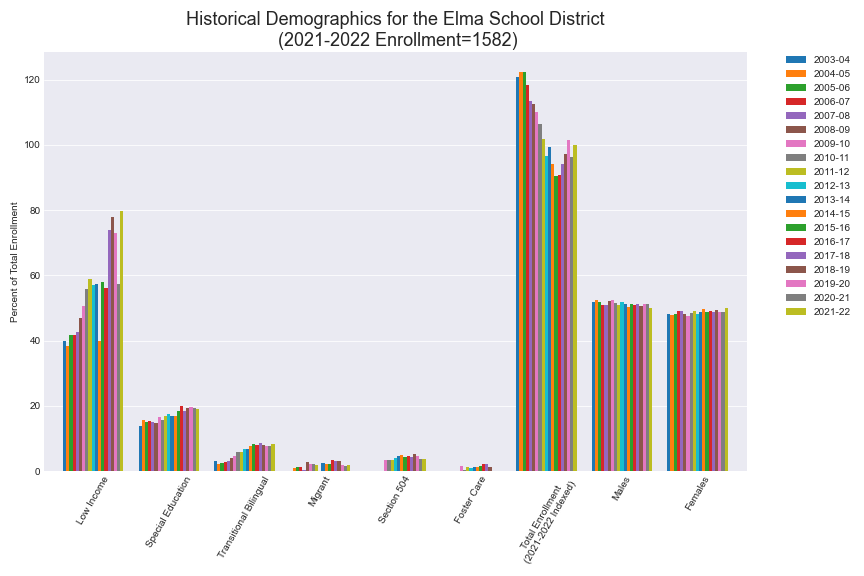 Historical Demographics for the Elma School District
(2021-2022 Enrollment=1582)
Percent of Total Enrollment
120
100
80
60
40
20
0
Low Income
Special Education
Transitional Bilingual
Migrant
Section 504
Foster Care
Total Enrollment
(2021-2022 Indexed)
Males
Females
2003-04
2004-05
2005-06
2006-07
2007-08
2008-09
2009-10
2010-11
2011-12
2012-13
2013-14
2014-15
2015-16
2016-17
2017-18
2018-19
2019-20
2020-21
2021-22